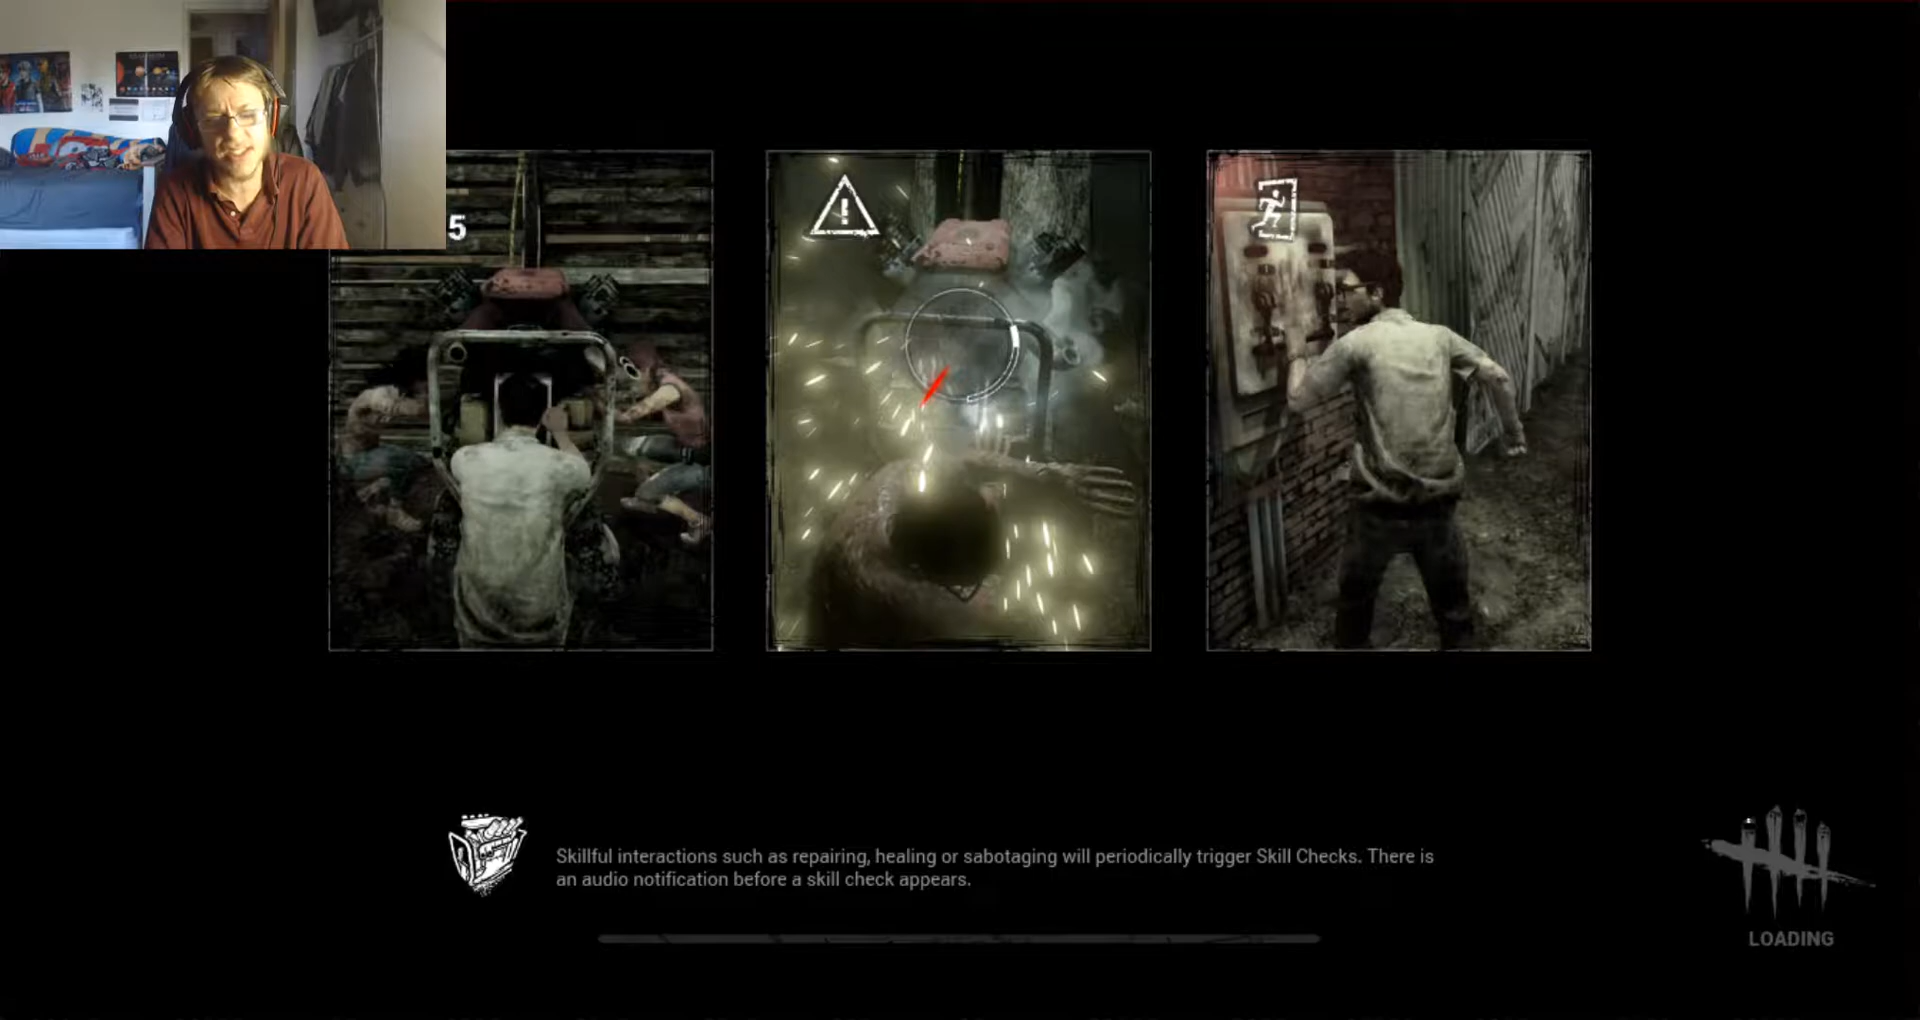 5
Skillful interactions such as repairing, healing or sabotaging will periodically trigger Skill Checks. There is
an audio notification before a skill check appears.
LOADING